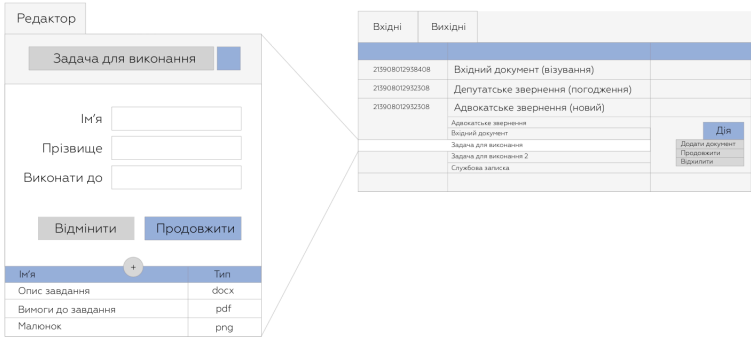 Редактор
Задача для виконання
Ім'я
Прізвище
Виконати до
Відмінити Продовжити
+
Ім'я Тип
Опис завдання docx
Вимоги до завдання pdf
Малюнок png
Вхідні Вихідні
213908012938408 Вхідний документ (візування)
213908012932308 Депутатське звернення (погодження)
213908012932308 Адвокатське звернення (новий)
Адвокатське звернення
Вхідний документ
Задача для виконання
Задача для виконання 2
Службова записка
Дія
Додати документ
Продовжити
Відхилити